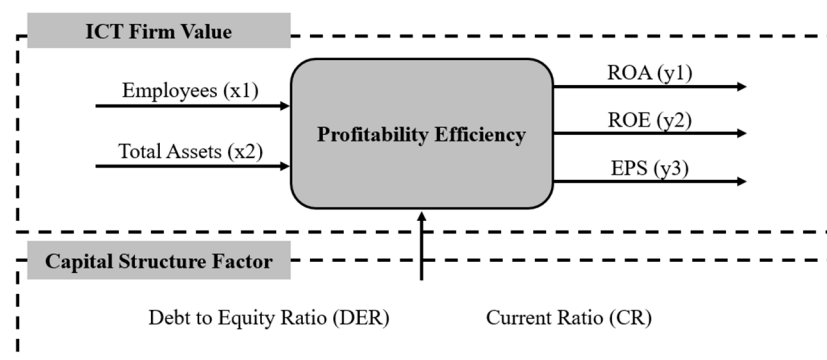 ICT Firm Value
Employees (x1)
Total Assets (x2)
Profitability Efficiency
ROA (y1)
ROE (y2)
EPS (y3)
Capital Structure Factor
Debt to Equity Ratio (DER)
Current Ratio (CR)